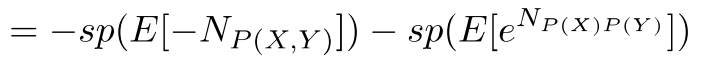 = −sp(E[−N_{P(X,Y)}]) − sp(E[e^{N_{P(X)P(Y)}}])